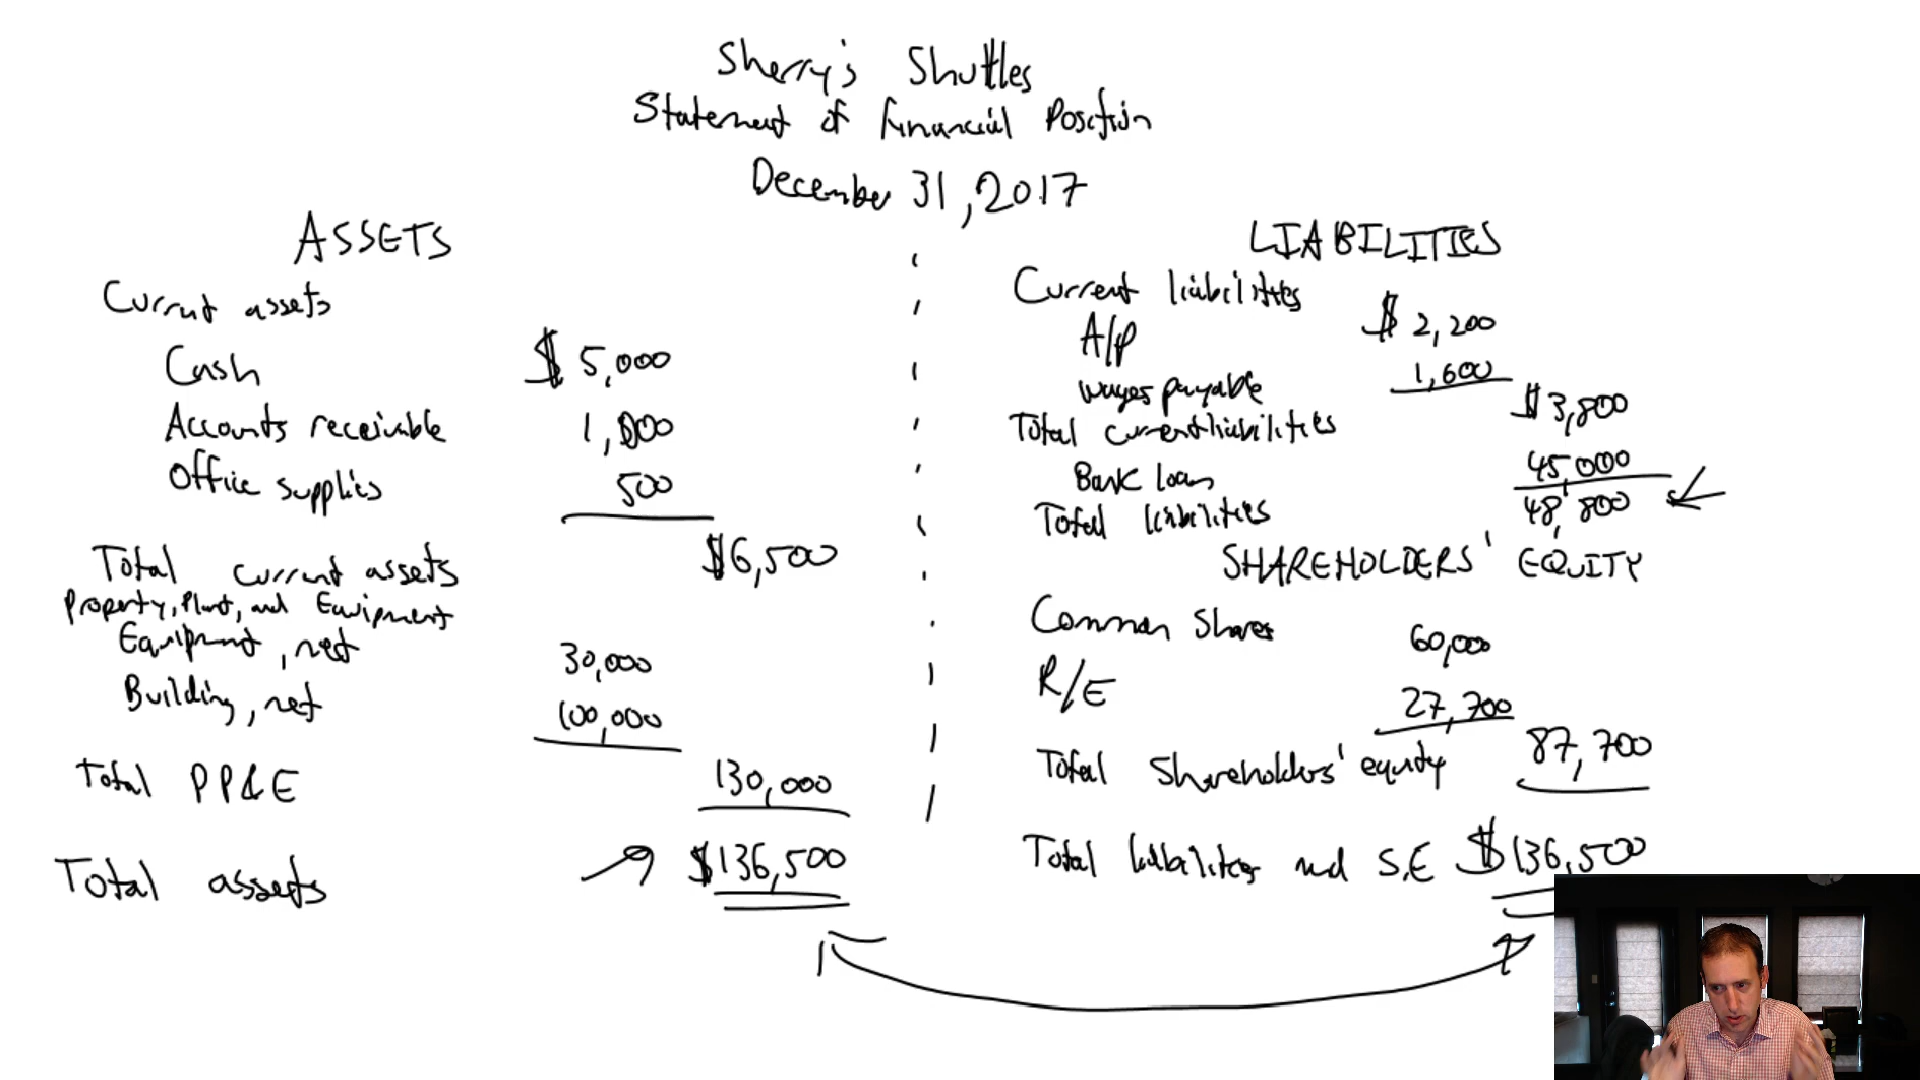 Sherry's Shuttles
Statement of Financial Position
December 31, 2017
ASSETS
Current assets
Cash $ 5,000
Accounts receivable 1,000
Office supplies 500
Total current assets $6,500
Property, Plant, and Equipment
Equipment, net 30,000
Building, net 100,000
Total PP&E 130,000
Total assets $136,500
LIABILITIES
Current liabilities
A/P $ 2,200
Wages payable 1,600
Total current liabilities $3,800
Bank loan 45,000
Total liabilities 48,800
SHAREHOLDERS' EQUITY
Common Shares 60,000
R/E 27,700
Total Shareholders' equity 87,700
Total liabilities and S.E $136,500